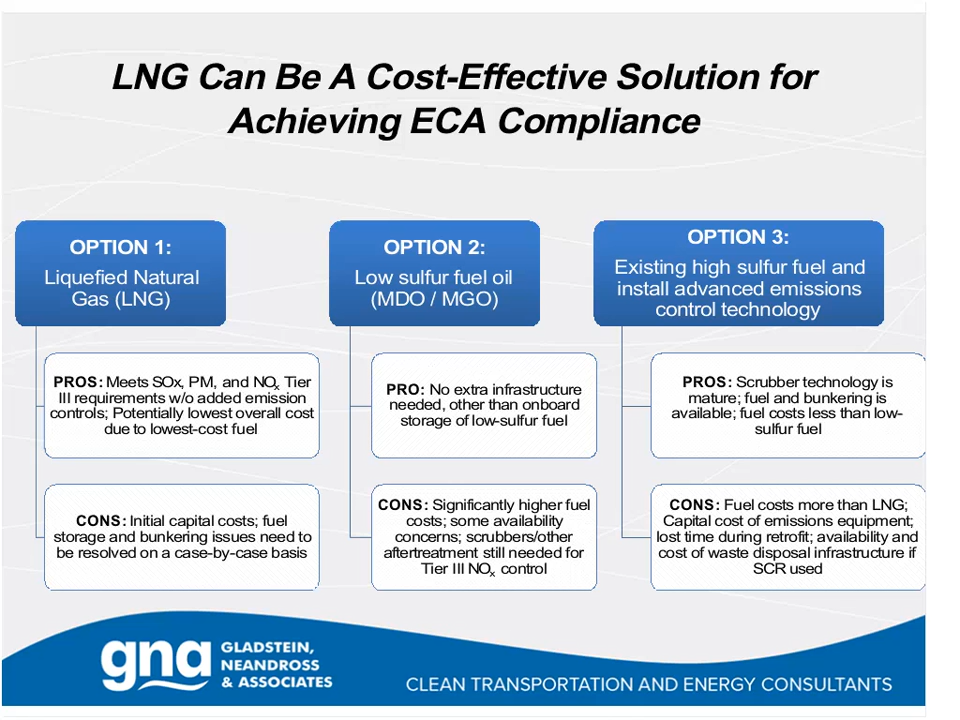 LNG Can Be A Cost-Effective Solution for
Achieving ECA Compliance
OPTION 1:
Liquefied Natural
Gas (LNG)
PROS: Meets SOx, PM, and NOx Tier
III requirements w/o added emission
controls; Potentially lowest overall cost
due to lowest-cost fuel
CONS: Initial capital costs; fuel
storage and bunkering issues need to
be resolved on a case-by-case basis
OPTION 2:
Low sulfur fuel oil
(MDO / MGO)
PRO: No extra infrastructure
needed, other than onboard
storage of low-sulfur fuel
CONS: Significantly higher fuel
costs; some availability
concerns; scrubbers/other
aftertreatment still needed for
Tier III NOx control
OPTION 3:
Existing high sulfur fuel and
install advanced emissions
control technology
PROS: Scrubber technology is
mature; fuel and bunkering is
available; fuel costs less than low-
sulfur fuel
CONS: Fuel costs more than LNG;
Capital cost of emissions equipment;
lost time during retrofit; availability and
cost of waste disposal infrastructure if
SCR used
gna
GLADSTEIN,
NEANDROSS
& ASSOCIATES
CLEAN TRANSPORTATION AND ENERGY CONSULTANTS